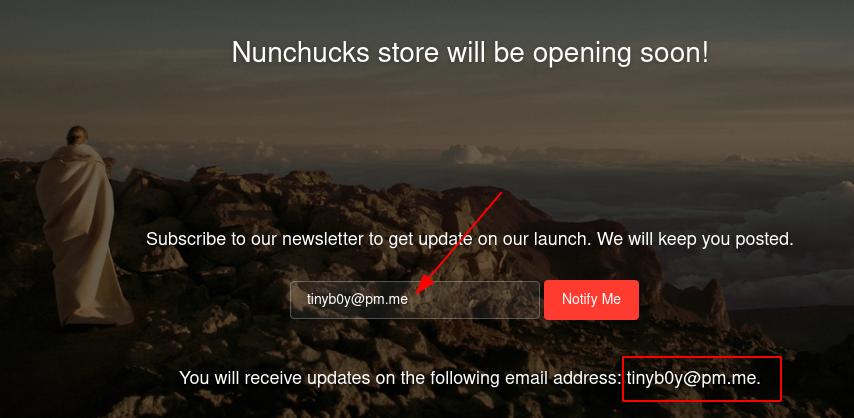 Nunchucks store will be opening soon!
Subscribe to our newsletter to get update on our launch. We will keep you posted.
tinyb0y@pm.me Notify Me
You will receive updates on the following email address: tinyb0y@pm.me.